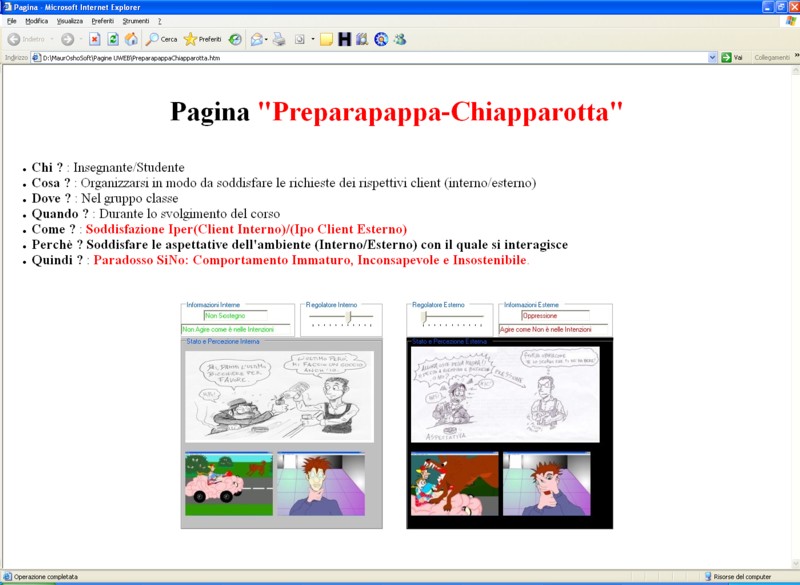 Pagina - Microsoft Internet Explorer
File Modifica Visualizza Preferiti Strumenti ?
Indietro Cerca Preferiti
Indirizzo D:\MaurOshoSoft\Pagine UWEB\PreparapappaChiapparotta.htm Vai Collegamenti
Pagina "Preparapappa-Chiapparotta"
Chi ? : Insegnante/Studente
Cosa ? : Organizzarsi in modo da soddisfare le richieste dei rispettivi client (interno/esterno)
Dove ? : Nel gruppo classe
Quando ? : Durante lo svolgimento del corso
Come ? : Soddisfazione Iper(Client Interno)/(Ipo Client Esterno)
Perchè ? Soddisfare le aspettative dell'ambiente (Interno/Esterno) con il quale si interagisce
Quindi ? : Paradosso SiNo: Comportamento Immaturo, Inconsapevole e Insostenibile.
Informazioni Interne
Non Sostegno
Non Agire come è nelle Intenzioni
Regolatore Interno
Stato e Percezione Interna
Regolatore Esterno
Informazioni Esterne
Oppressione
Agire come Non è nelle Intenzioni
Stato e Percezione Esterna
PRESSIONE
ASPETTATIVA
Operazione completata
Risorse del computer